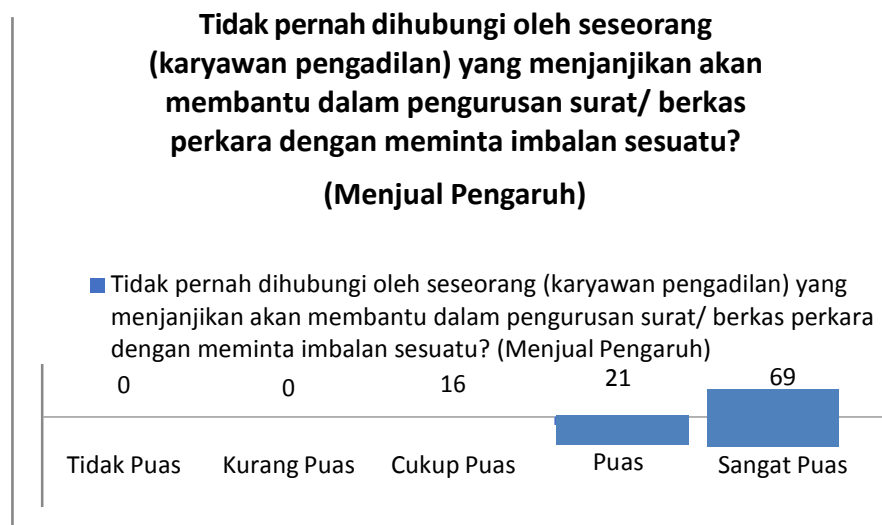 Tidak pernah dihubungi oleh seseorang
(karyawan pengadilan) yang menjanjikan akan
membantu dalam pengurusan surat/ berkas
perkara dengan meminta imbalan sesuatu?
(Menjual Pengaruh)
Tidak pernah dihubungi oleh seseorang (karyawan pengadilan) yang
menjanjikan akan membantu dalam pengurusan surat/ berkas perkara
dengan meminta imbalan sesuatu? (Menjual Pengaruh)
0 0 16 21 69
Tidak Puas Kurang Puas Cukup Puas Puas Sangat Puas